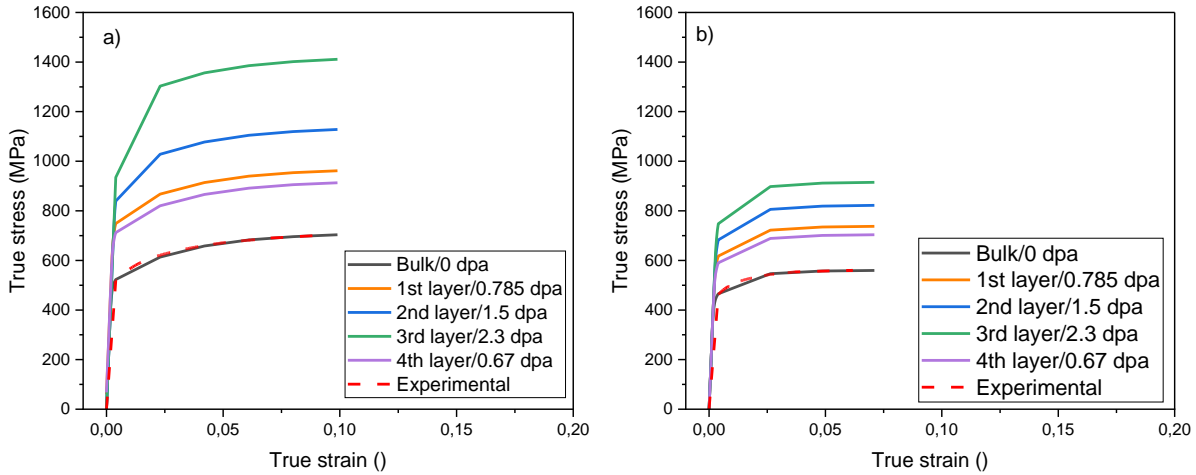 a)
True stress (MPa)
1600
1400
1200
1000
800
600
400
200
0
Bulk/0 dpa
1st layer/0.785 dpa
2nd layer/1.5 dpa
3rd layer/2.3 dpa
4th layer/0.67 dpa
Experimental
0,00 0,05 0,10 0,15 0,20
True strain ()
b)
True stress (MPa)
1600
1400
1200
1000
800
600
400
200
0
Bulk/0 dpa
1st layer/0.785 dpa
2nd layer/1.5 dpa
3rd layer/2.3 dpa
4th layer/0.67 dpa
Experimental
0,00 0,05 0,10 0,15 0,20
True strain ()